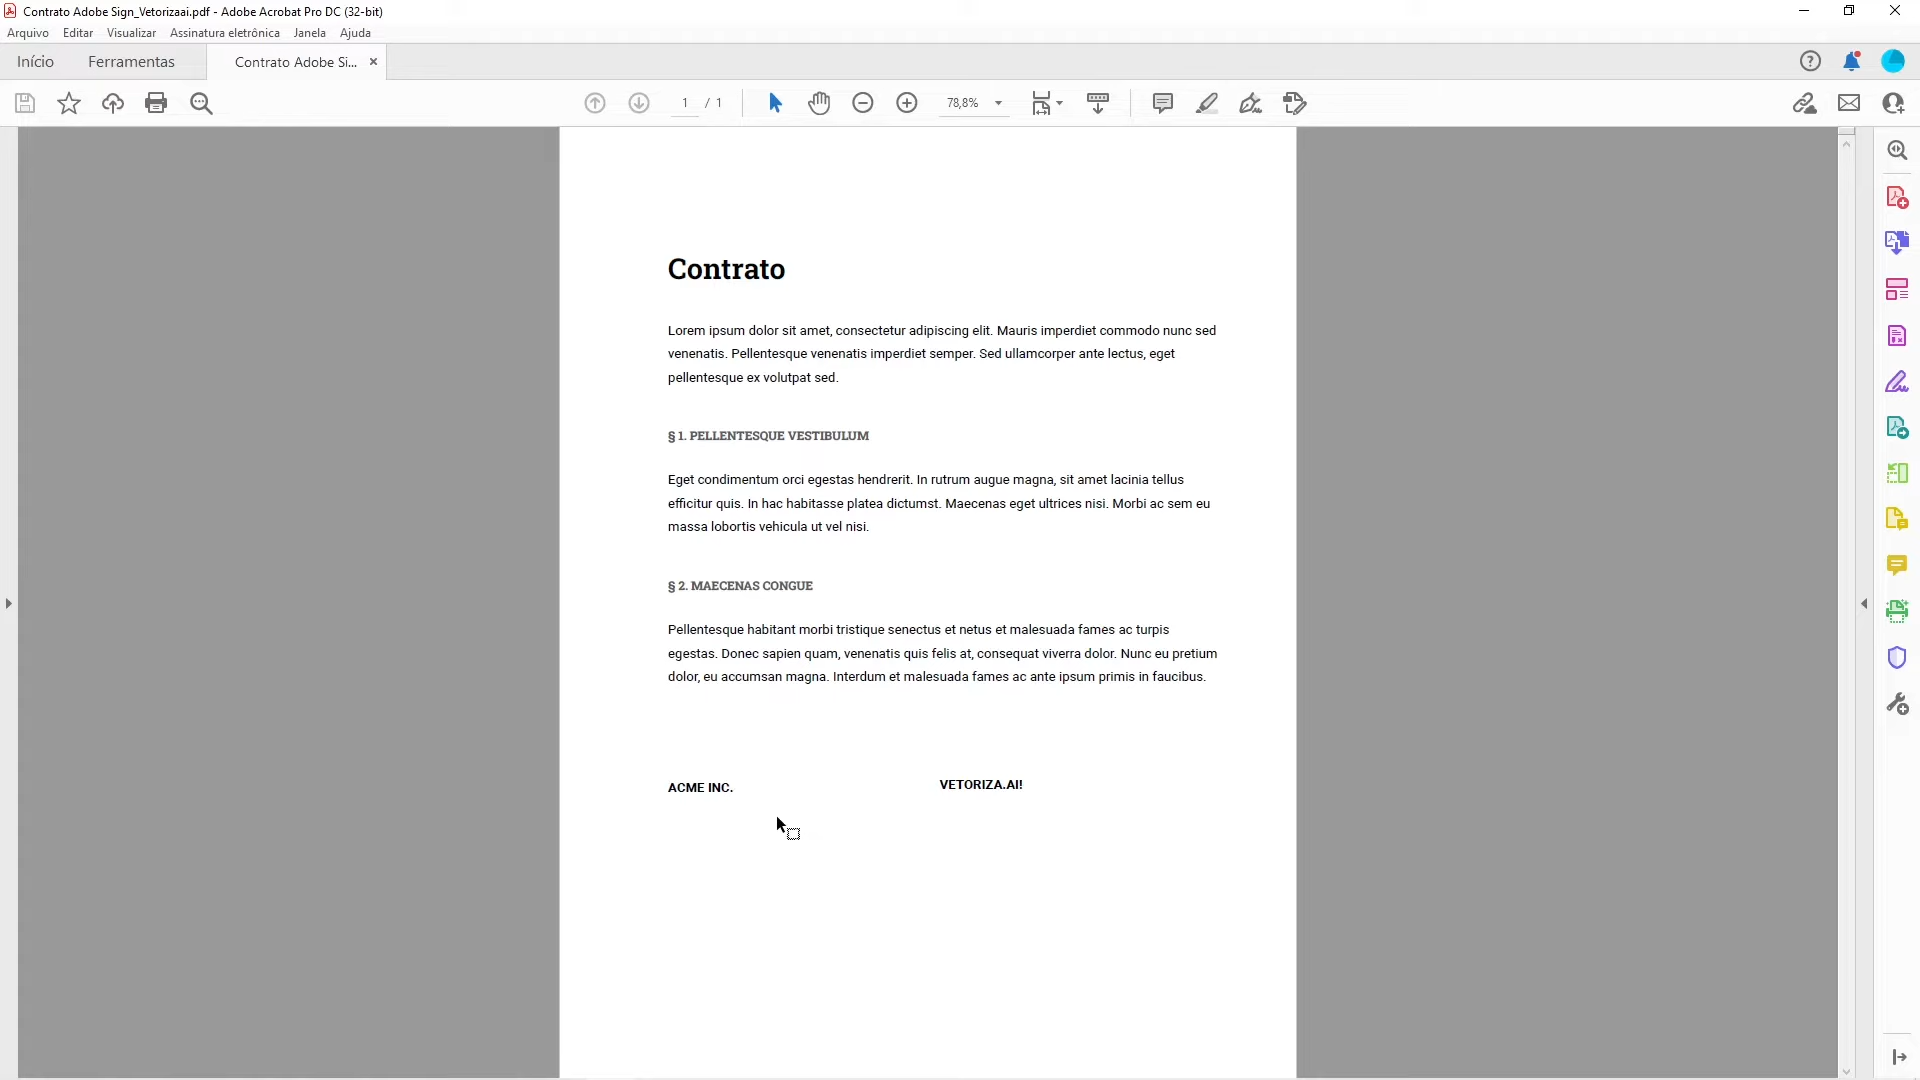 Contrato Adobe Sign_Vetorizaai.pdf - Adobe Acrobat Pro DC (32-bit)
Arquivo Editar Visualizar Assinatura eletrônica Janela Ajuda
Início Ferramentas Contrato Adobe Si... ×
1 / 1 78,8%
Contrato
Lorem ipsum dolor sit amet, consectetur adipiscing elit. Mauris imperdiet commodo nunc sed
venenatis. Pellentesque venenatis imperdiet semper. Sed ullamcorper ante lectus, eget
pellentesque ex volutpat sed.
§ 1. PELLENTESQUE VESTIBULUM
Eget condimentum orci egestas hendrerit. In rutrum augue magna, sit amet lacinia tellus
efficitur quis. In hac habitasse platea dictumst. Maecenas eget ultrices nisi. Morbi ac sem eu
massa lobortis vehicula ut vel nisi.
§ 2. MAECENAS CONGUE
Pellentesque habitant morbi tristique senectus et netus et malesuada fames ac turpis
egestas. Donec sapien quam, venenatis quis felis at, consequat viverra dolor. Nunc eu pretium
dolor, eu accumsan magna. Interdum et malesuada fames ac ante ipsum primis in faucibus.
ACME INC. VETORIZA.AI!